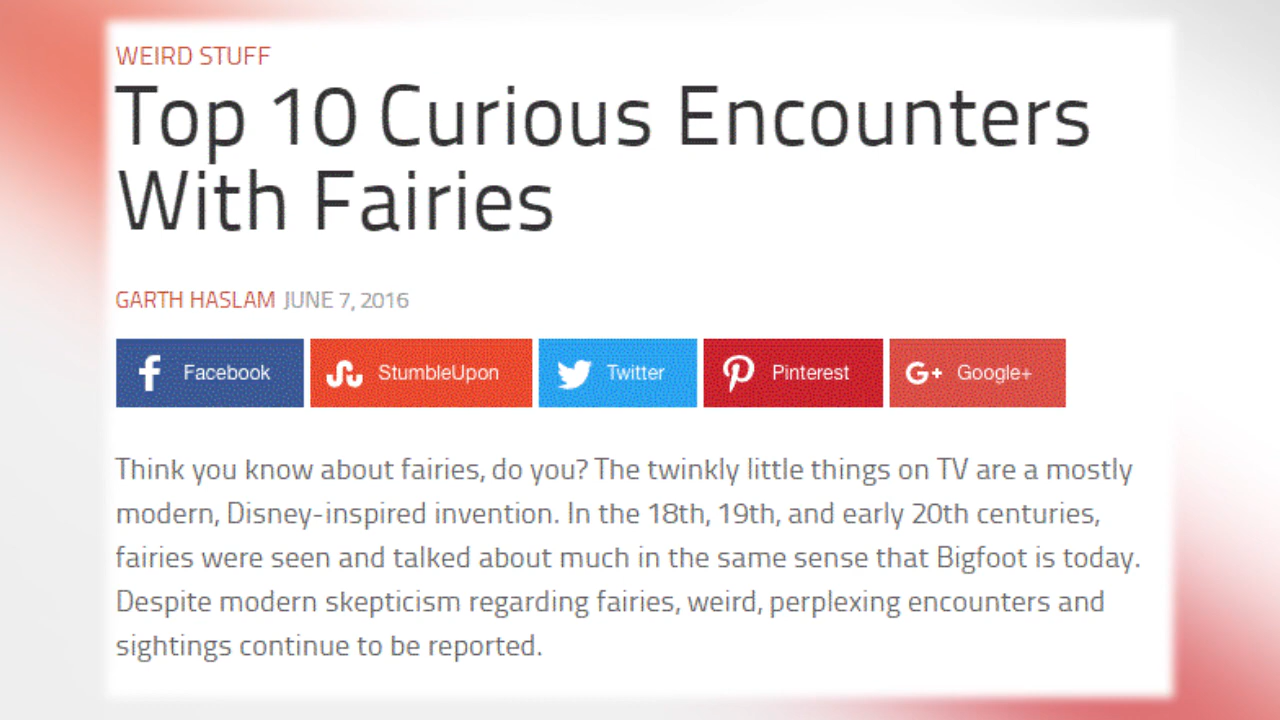 WEIRD STUFF
Top 10 Curious Encounters
With Fairies
GARTH HASLAM JUNE 7, 2016
Facebook StumbleUpon Twitter Pinterest G+ Google+
Think you know about fairies, do you? The twinkly little things on TV are a mostly
modern, Disney-inspired invention. In the 18th, 19th, and early 20th centuries,
fairies were seen and talked about much in the same sense that Bigfoot is today.
Despite modern skepticism regarding fairies, weird, perplexing encounters and
sightings continue to be reported.